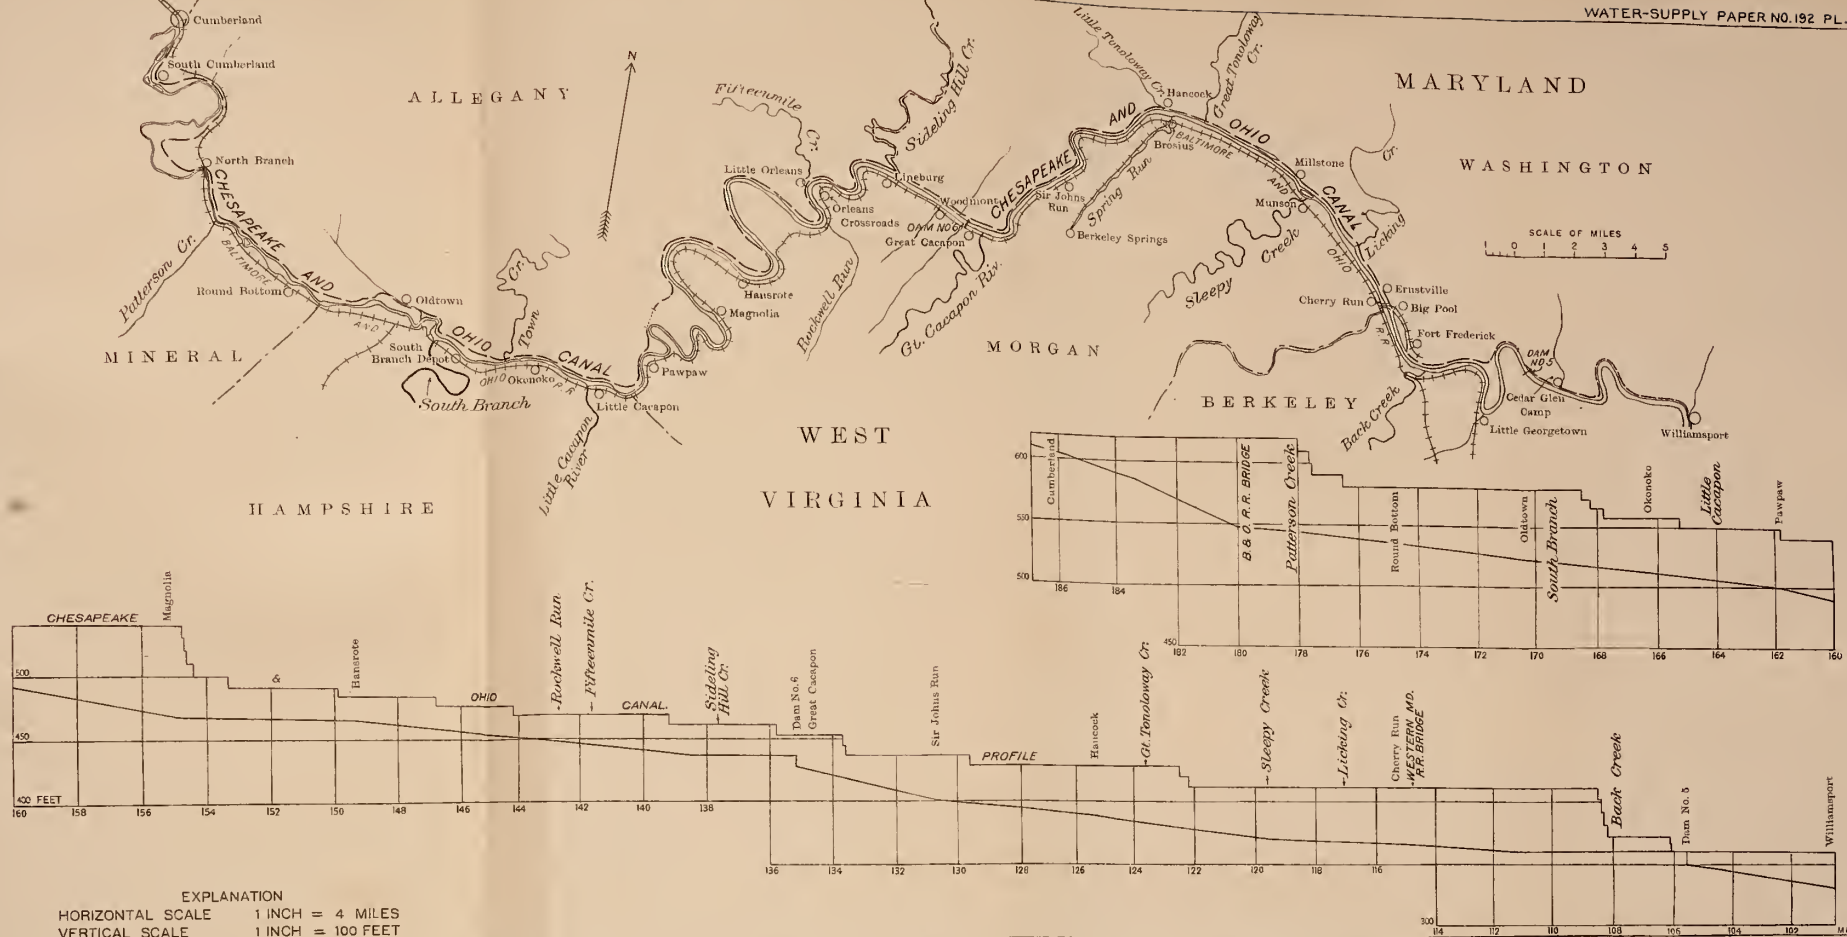 WATER-SUPPLY PAPER NO. 192 PL.
Cumberland
South Cumberland
ALLEGANY
N
Fifteenmile
Cr.
Sideling Hill Cr.
Little Tonoloway Cr.
Great Tonoloway
Cr.
Hancock
MARYLAND
WASHINGTON
North Branch
CHESAPEAKE
AND
OHIO
CANAL
BALTIMORE
AND
OHIO R.R.
Patterson Cr.
Round Bottom
Oldtown
Town
Cr.
South
Branch Depot
South Branch
Okonoko
Little Cacapon
Little Cacapon
River
Pawpaw
Magnolia
Hansrote
Little Orleans
Orleans
Crossroads
Rockwell Run
Lineburg
Woodmont
DAM NO 6
Great Cacapon
Gt. Cacapon Riv.
CHESAPEAKE
AND
OHIO
CANAL
Sir Johns
Run
Spring Run
Berkeley Springs
Brosius
BALTIMORE
AND
OHIO
R.R.
Millstone
Munson
Sleepy
Creek
Licking
Cr.
SCALE OF MILES
1 0 1 2 3 4 5
Ernstville
Cherry Run
Big Pool
Fort Frederick
DAM
NO 5
Cedar Glen
Camp
Back Creek
Little Georgetown
Williamsport
MINERAL
MORGAN
BERKELEY
HAMPSHIRE
WEST
VIRGINIA
600
550
500
450
Cumberland
B. & O. R.R. BRIDGE
Patterson Creek
Round Bottom
Oldtown
South Branch
Okonoko
Little
Cacapon
Pawpaw
186 184
182 180 178 176 174 172 170 168 166 164 162 160
CHESAPEAKE
&
OHIO
CANAL.
PROFILE
Magnolia
Hansrote
Rockwell Run
Fifteenmile Cr.
Sideling
Hill Cr.
Dam No. 6
Great Cacapon
Sir Johns Run
Hancock
Gt. Tonoloway Cr.
Sleepy Creek
Licking Cr.
Cherry Run
WESTERN MD.
R.R. BRIDGE
Back Creek
Dam No. 5
Williamsport
500
450
400 FEET
160 158 156 154 152 150 148 146 144 142 140 138
136 134 132 130 128 126 124 122 120 118 116
300
114 112 110 108 106 104 102
EXPLANATION
HORIZONTAL SCALE 1 INCH = 4 MILES
VERTICAL SCALE 1 INCH = 100 FEET